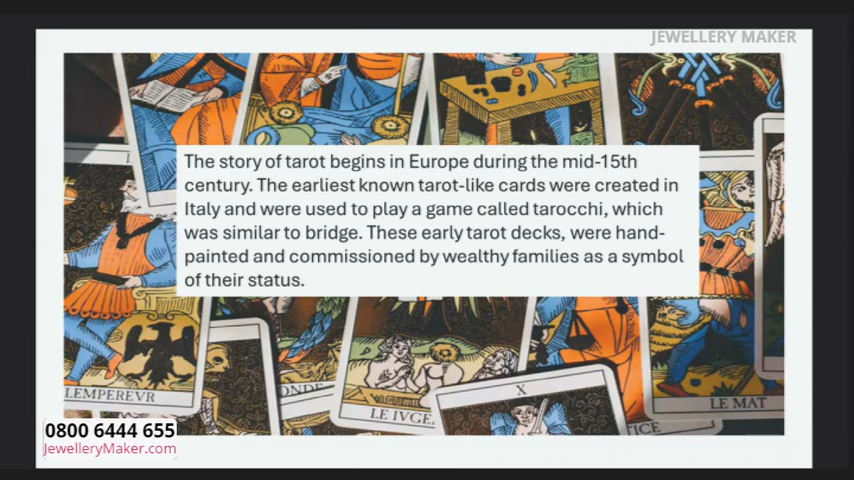 JEWELLERY MAKER
The story of tarot begins in Europe during the mid-15th
century. The earliest known tarot-like cards were created in
Italy and were used to play a game called tarocchi, which
was similar to bridge. These early tarot decks, were hand-
painted and commissioned by wealthy families as a symbol
of their status.
LEMPEREVR
ONDE
LE IVGE
X
TICE
LE MAT
0800 6444 655
JewelleryMaker.com